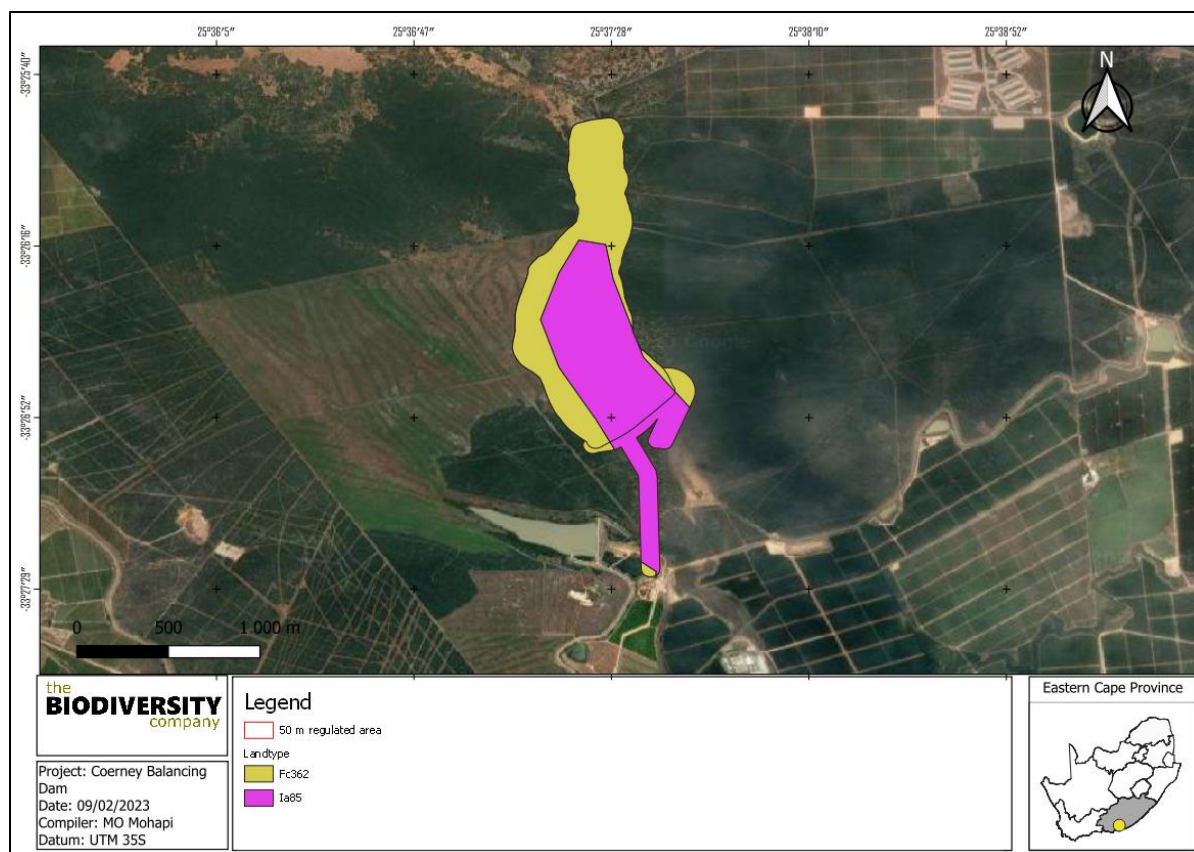 25°36'5" 25°36'47" 25°37'28" 25°38'10" 25°38'52"
-33°25'40"
-33°26'16"
-33°26'52"
-33°27'29"
N
0 500 1 000 m
the
BIODIVERSITY
company
Project: Coerney Balancing
Dam
Date: 09/02/2023
Compiler: MO Mohapi
Datum: UTM 35S
Legend
50 m regulated area
Landtype
Fc362
Ia85
Eastern Cape Province